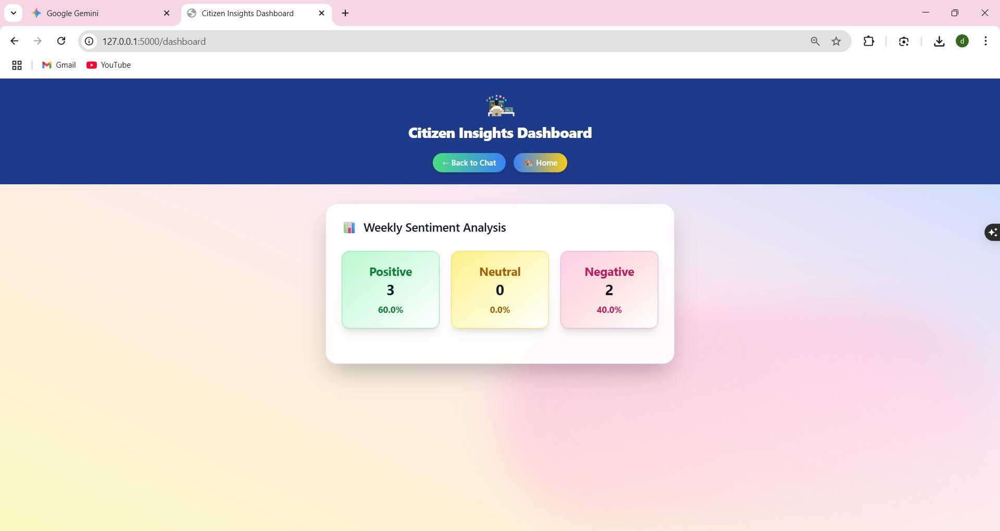 Google Gemini
Citizen Insights Dashboard
127.0.0.1:5000/dashboard
d
Gmail
YouTube
Citizen Insights Dashboard
← Back to Chat
Home
Weekly Sentiment Analysis
Positive
3
60.0%
Neutral
0
0.0%
Negative
2
40.0%